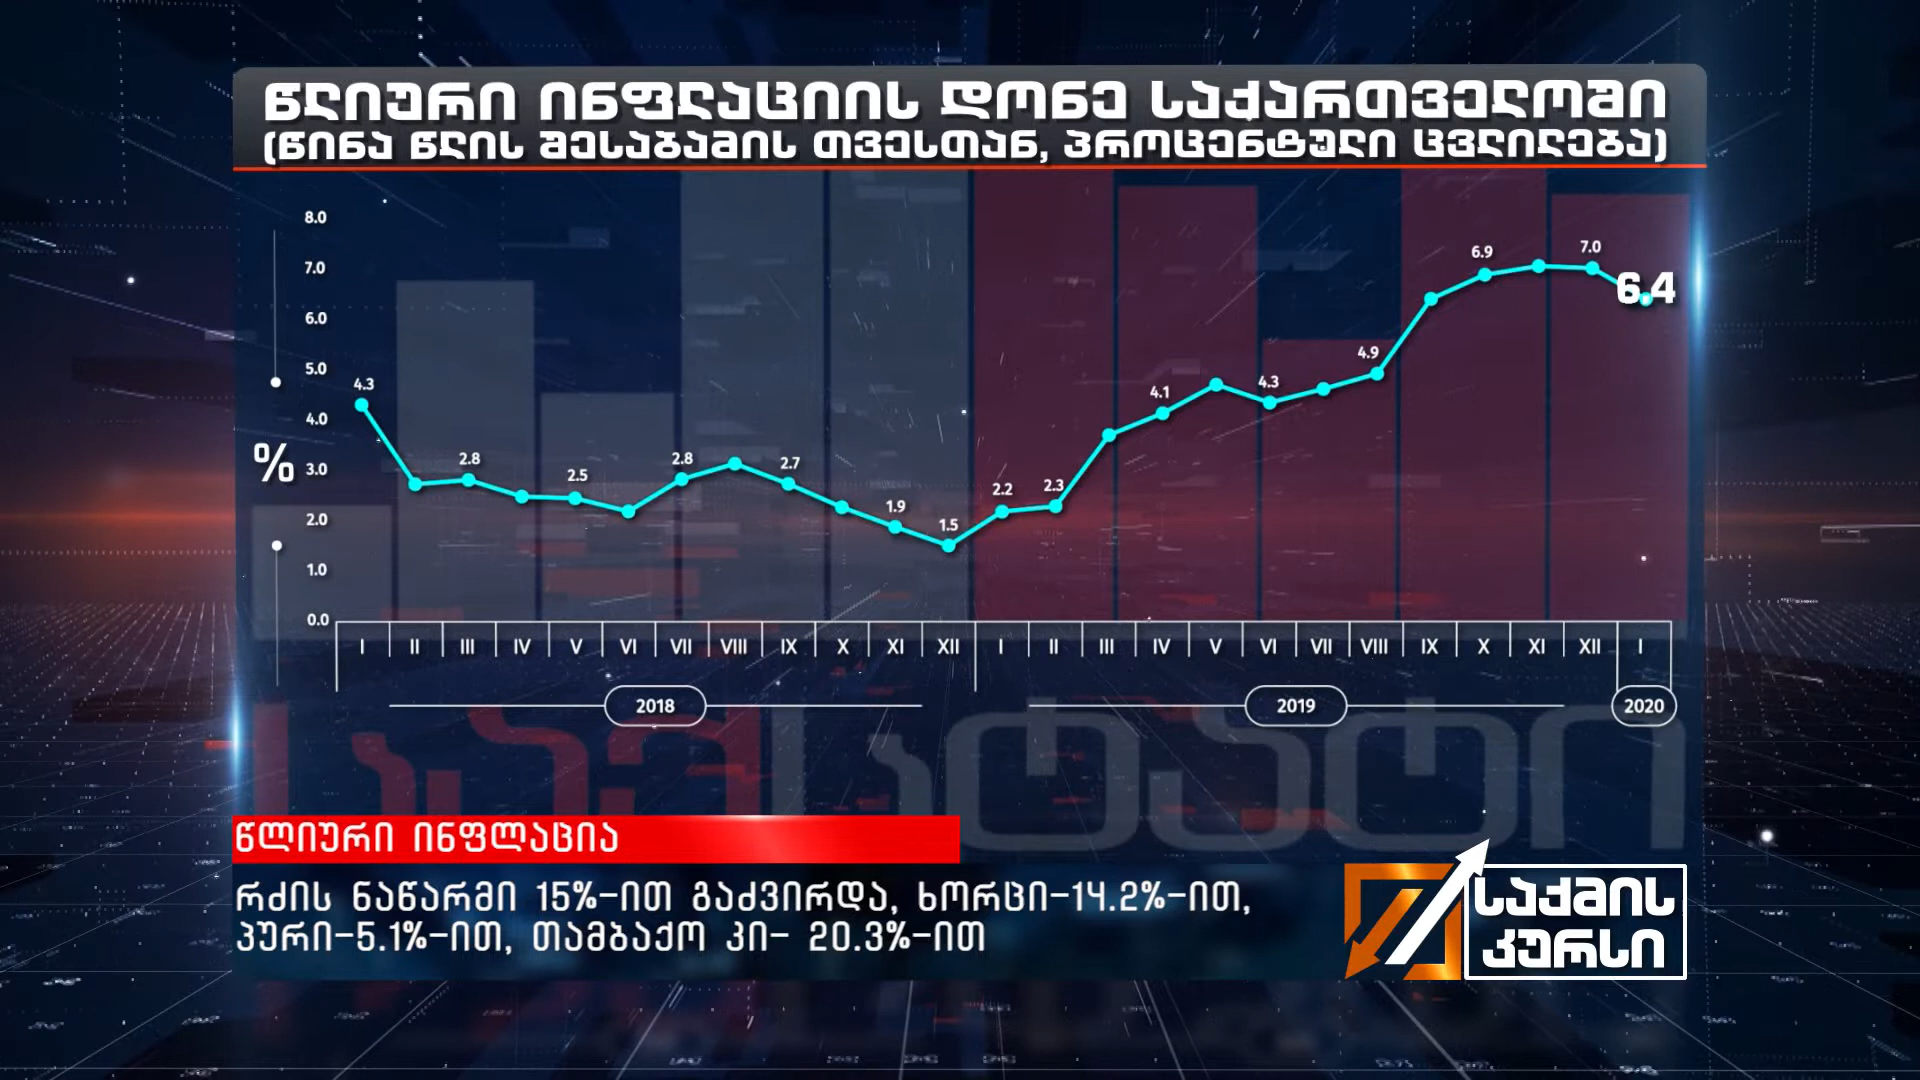 წლიური ინფლაციის დონე საქართველოში
(წინა წლის შესაბამის თვესთან, პროცენტული ცვლილება)
8.0
7.0
6.0
5.0
4.0
%
3.0
2.0
1.0
0.0
4.3
2.8
2.5
2.8
2.7
1.9
1.5
2.2
2.3
4.1
4.3
4.9
6.9
7.0
6.4
I II III IV V VI VII VIII IX X XI XII I II III IV V VI VII VIII IX X XI XII I
2018 2019 2020
საქსტატი
წლიური ინფლაცია
რძის ნაწარმი 15%-ით გაძვირდა, ხორცი-14.2%-ით,
პური-5.1%-ით, თამბაქო კი- 20.3%-ით
საქმის
კურსი